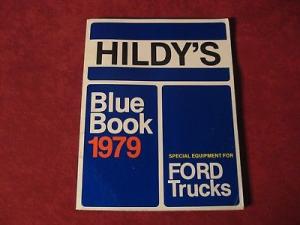 HILDY'S
Blue
Book
1979
SPECIAL EQUIPMENT FOR
FORD
Trucks